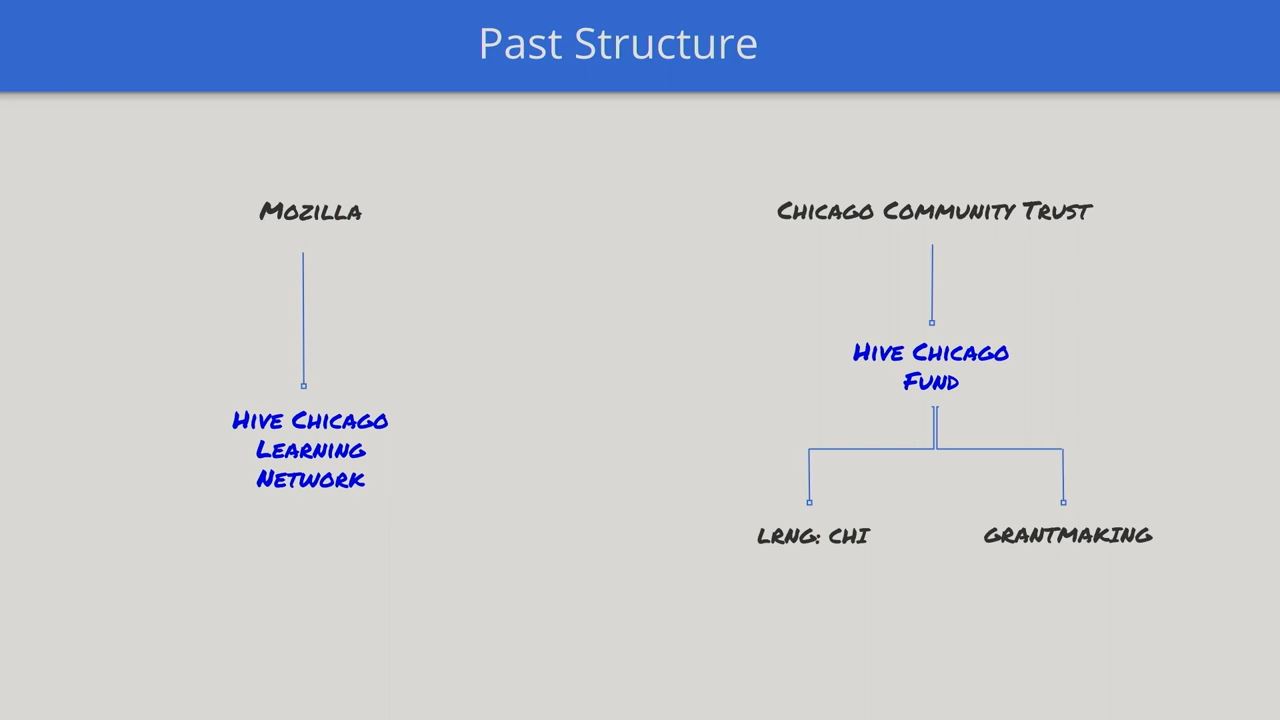 Past Structure
Mozilla
Chicago Community Trust
Hive Chicago
Fund
Hive Chicago
Learning
Network
LRNG: CHI
GRANTMAKING